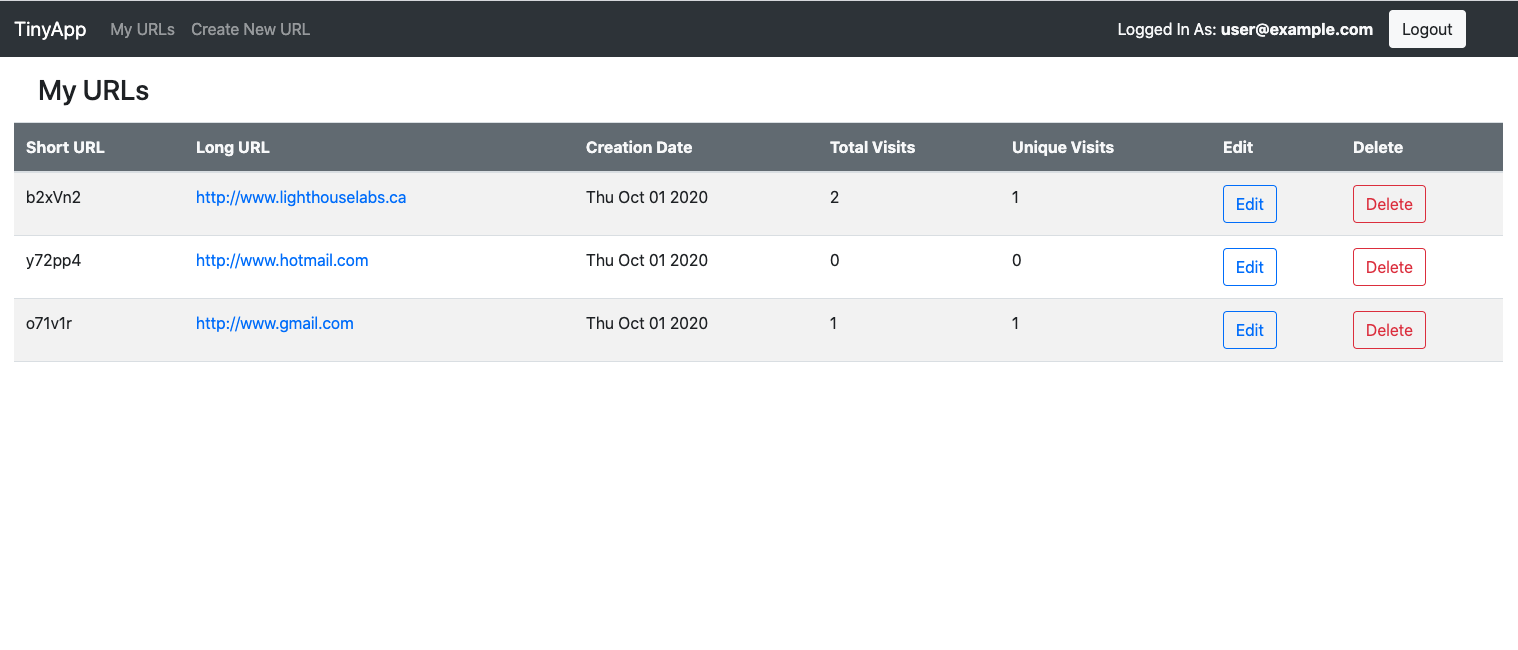 TinyApp My URLs Create New URL Logged In As: user@example.com Logout
My URLs
Short URL Long URL Creation Date Total Visits Unique Visits Edit Delete
b2xVn2 http://www.lighthouselabs.ca Thu Oct 01 2020 2 1 Edit Delete
y72pp4 http://www.hotmail.com Thu Oct 01 2020 0 0 Edit Delete
o71v1r http://www.gmail.com Thu Oct 01 2020 1 1 Edit Delete